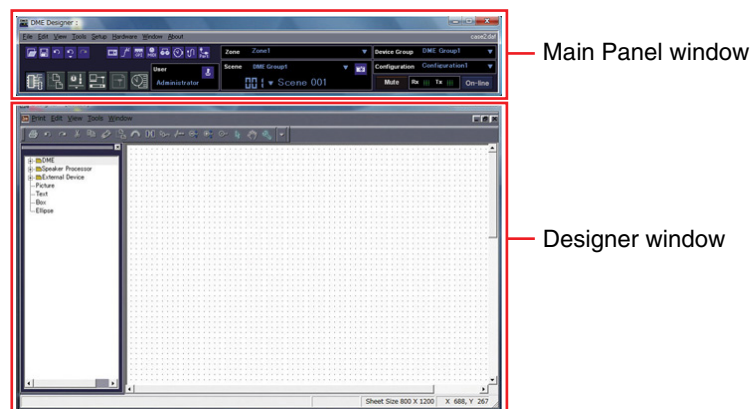 DME Designer :
File Edit View Tools Setup Hardware Window About
case2.daf
Zone Zone1
Device Group DME Group1
User
Administrator
Scene DME Group1
Configuration Configuration1
001 Scene 001
Mute Rx Tx On-line
Main Panel window
Print Edit View Tools Window
DME
Speaker Processor
External Device
Picture
Text
Box
Ellipse
Designer window
Sheet Size 800 X 1200 X 688, Y 267